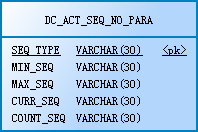 DC_ACT_SEQ_NO_PARA
SEQ_TYPE VARCHAR(30) <pk>
MIN_SEQ VARCHAR(30)
MAX_SEQ VARCHAR(30)
CURR_SEQ VARCHAR(30)
COUNT_SEQ VARCHAR(30)